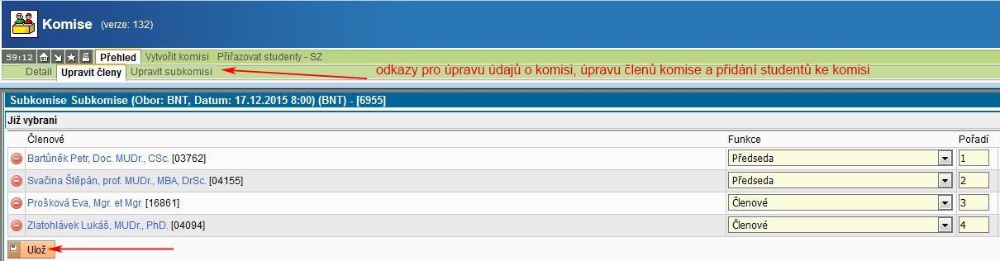 Komise (verze: 132)
59:12 Přehled Vytvořit komisi Přiřazovat studenty - SZ
Detail Upravit členy Upravit subkomisi odkazy pro úpravu údajů o komisi, úpravu členů komise a přidání studentů ke komisi
Subkomise Subkomise (Obor: BNT, Datum: 17.12.2015 8:00) (BNT) - [6955]
Již vybraní
Členové Funkce Pořadí
Bartůněk Petr, Doc. MUDr., CSc. [03762] Předseda 1
Svačina Štěpán, prof. MUDr., MBA, DrSc. [04155] Předseda 2
Prošková Eva, Mgr. et Mgr. [16861] Členové 3
Zlatohlávek Lukáš, MUDr., PhD. [04094] Členové 4
Ulož